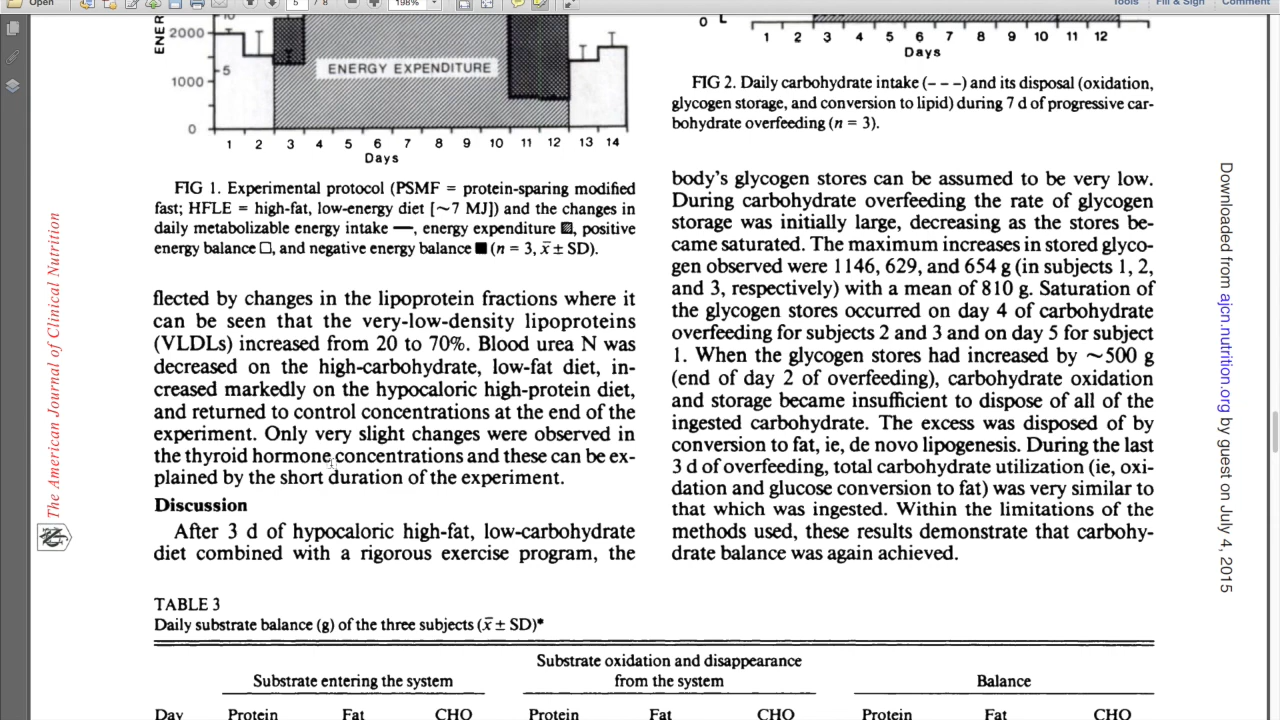 Open
5
/ 8
198%
Tools
Fill & Sign
Comment
ENER
10
2000
5
1000
0
ENERGY EXPENDITURE
1 2 3 4 5 6 7 8 9 10 11 12 13 14
Days
FIG 1. Experimental protocol (PSMF = protein-sparing modified
fast; HFLE = high-fat, low-energy diet [~7 MJ]) and the changes in
daily metabolizable energy intake —, energy expenditure ▨, positive
energy balance □, and negative energy balance ■ (n = 3, x̄ ± SD).
flected by changes in the lipoprotein fractions where it
can be seen that the very-low-density lipoproteins
(VLDLs) increased from 20 to 70%. Blood urea N was
decreased on the high-carbohydrate, low-fat diet, in-
creased markedly on the hypocaloric high-protein diet,
and returned to control concentrations at the end of the
experiment. Only very slight changes were observed in
the thyroid hormone concentrations and these can be ex-
plained by the short duration of the experiment.
Discussion
After 3 d of hypocaloric high-fat, low-carbohydrate
diet combined with a rigorous exercise program, the
0
1 2 3 4 5 6 7 8 9 10 11 12
Days
FIG 2. Daily carbohydrate intake (- - -) and its disposal (oxidation,
glycogen storage, and conversion to lipid) during 7 d of progressive car-
bohydrate overfeeding (n = 3).
body's glycogen stores can be assumed to be very low.
During carbohydrate overfeeding the rate of glycogen
storage was initially large, decreasing as the stores be-
came saturated. The maximum increases in stored glyco-
gen observed were 1146, 629, and 654 g (in subjects 1, 2,
and 3, respectively) with a mean of 810 g. Saturation of
the glycogen stores occurred on day 4 of carbohydrate
overfeeding for subjects 2 and 3 and on day 5 for subject
1. When the glycogen stores had increased by ~500 g
(end of day 2 of overfeeding), carbohydrate oxidation
and storage became insufficient to dispose of all of the
ingested carbohydrate. The excess was disposed of by
conversion to fat, ie, de novo lipogenesis. During the last
3 d of overfeeding, total carbohydrate utilization (ie, oxi-
dation and glucose conversion to fat) was very similar to
that which was ingested. Within the limitations of the
methods used, these results demonstrate that carbohy-
drate balance was again achieved.
TABLE 3
Daily substrate balance (g) of the three subjects (x̄ ± SD)*
Substrate entering the system
Substrate oxidation and disappearance
from the system
Balance
Day Protein Fat CHO Protein Fat CHO Protein Fat CHO
The American Journal of Clinical Nutrition
Downloaded from ajcn.nutrition.org by guest on July 4, 2015